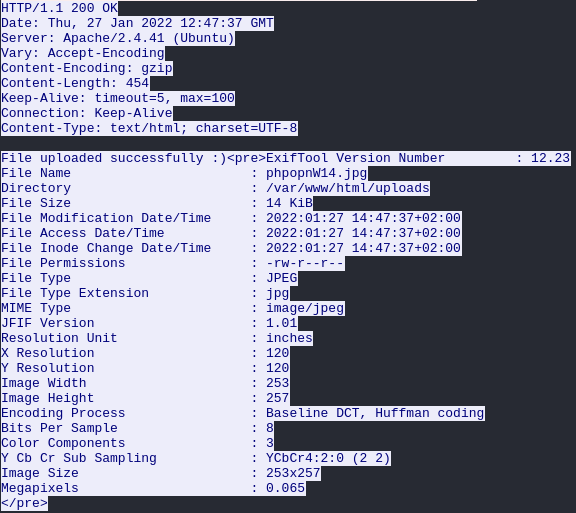 HTTP/1.1 200 OK
Date: Thu, 27 Jan 2022 12:47:37 GMT
Server: Apache/2.4.41 (Ubuntu)
Vary: Accept-Encoding
Content-Encoding: gzip
Content-Length: 454
Keep-Alive: timeout=5, max=100
Connection: Keep-Alive
Content-Type: text/html; charset=UTF-8

File uploaded successfully :)<pre>ExifTool Version Number         : 12.23
File Name                       : phpopnW14.jpg
Directory                       : /var/www/html/uploads
File Size                       : 14 KiB
File Modification Date/Time     : 2022:01:27 14:47:37+02:00
File Access Date/Time           : 2022:01:27 14:47:37+02:00
File Inode Change Date/Time     : 2022:01:27 14:47:37+02:00
File Permissions                : -rw-r--r--
File Type                       : JPEG
File Type Extension             : jpg
MIME Type                       : image/jpeg
JFIF Version                    : 1.01
Resolution Unit                 : inches
X Resolution                    : 120
Y Resolution                    : 120
Image Width                     : 253
Image Height                    : 257
Encoding Process                : Baseline DCT, Huffman coding
Bits Per Sample                 : 8
Color Components                : 3
Y Cb Cr Sub Sampling            : YCbCr4:2:0 (2 2)
Image Size                      : 253x257
Megapixels                      : 0.065
</pre>